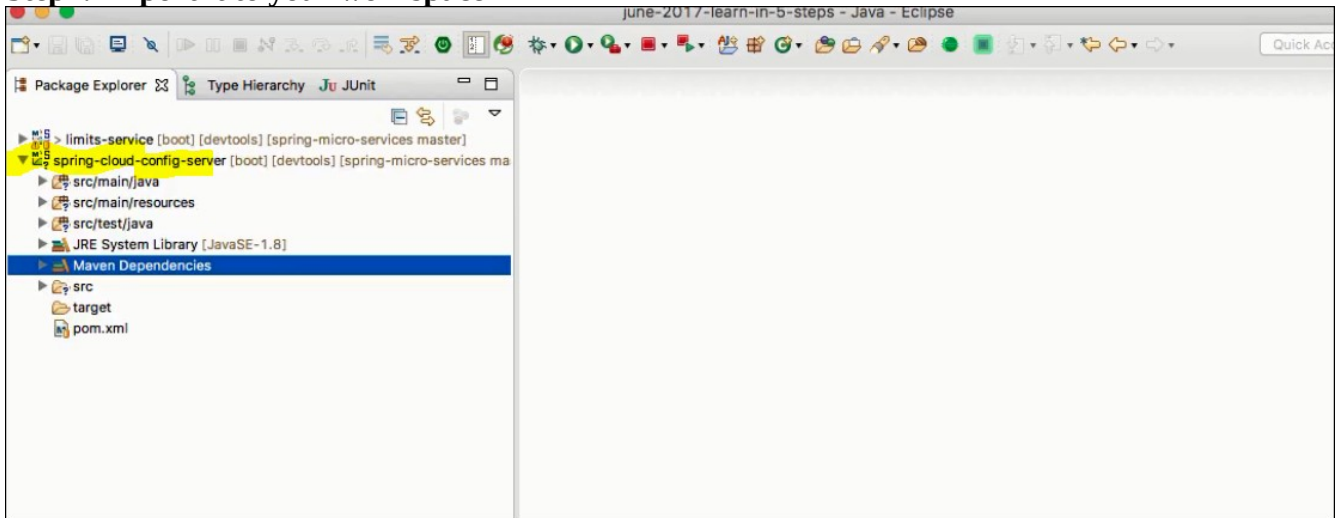 june-2017-learn-in-5-steps - Java - Eclipse
Quick Acc
Package Explorer Type Hierarchy Ju JUnit
> limits-service [boot] [devtools] [spring-micro-services master]
spring-cloud-config-server [boot] [devtools] [spring-micro-services ma
src/main/java
src/main/resources
src/test/java
JRE System Library [JavaSE-1.8]
Maven Dependencies
src
target
pom.xml